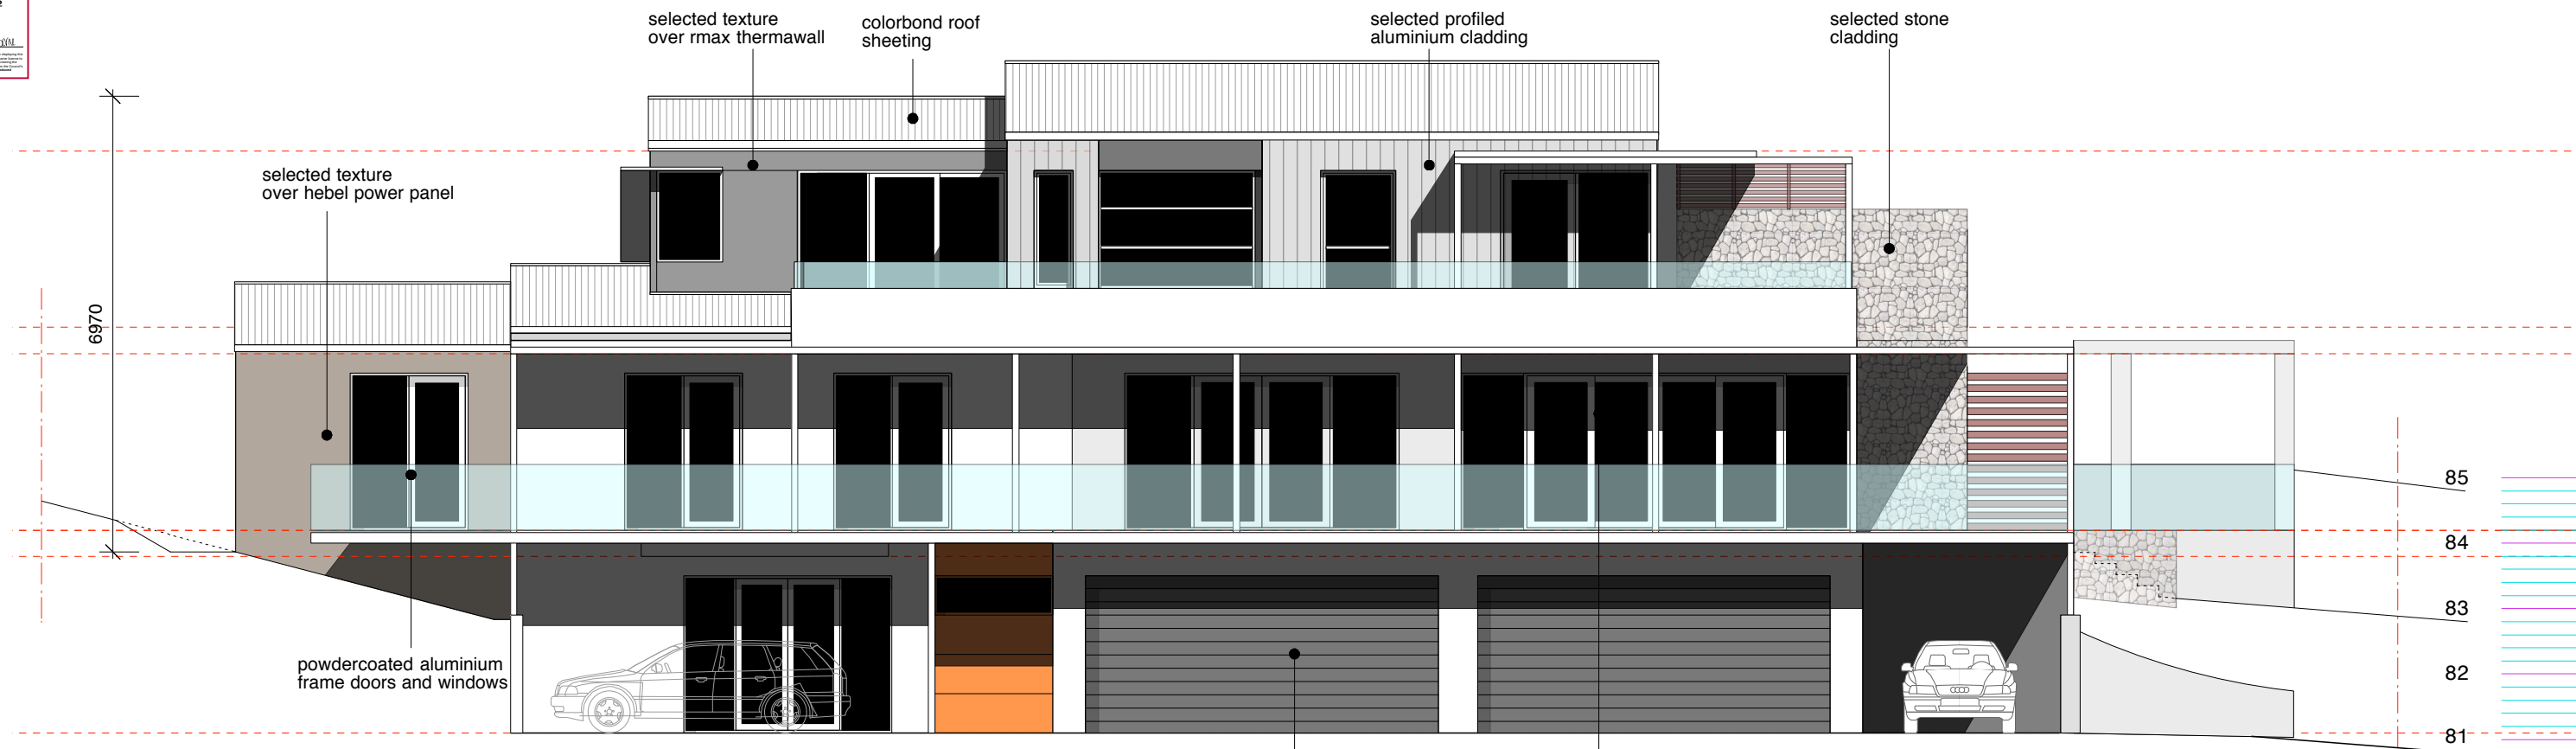 selected texture
over rmax thermawall
colorbond roof
sheeting
selected profiled
aluminium cladding
selected stone
cladding
selected texture
over hebel power panel
6970
powdercoated aluminium
frame doors and windows
85
84
83
82
81